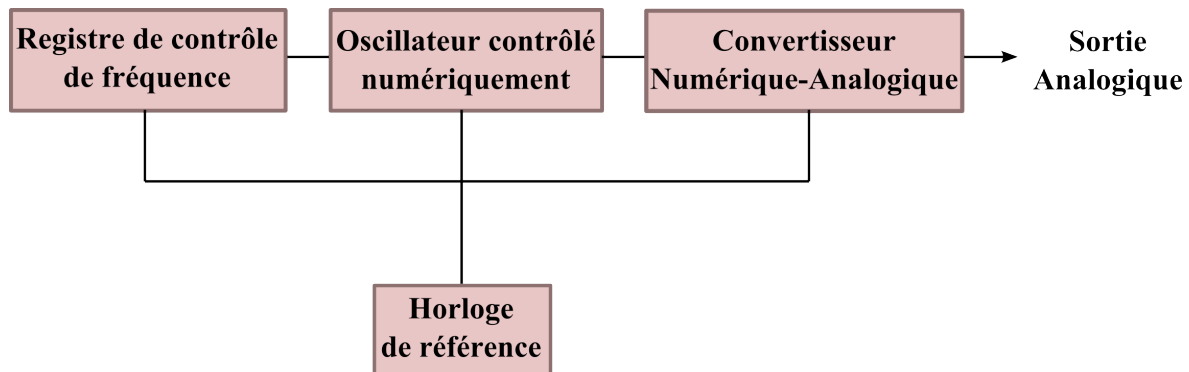 Registre de contrôle
de fréquence
Oscillateur contrôlé
numériquement
Convertisseur
Numérique-Analogique
Sortie
Analogique
Horloge
de référence